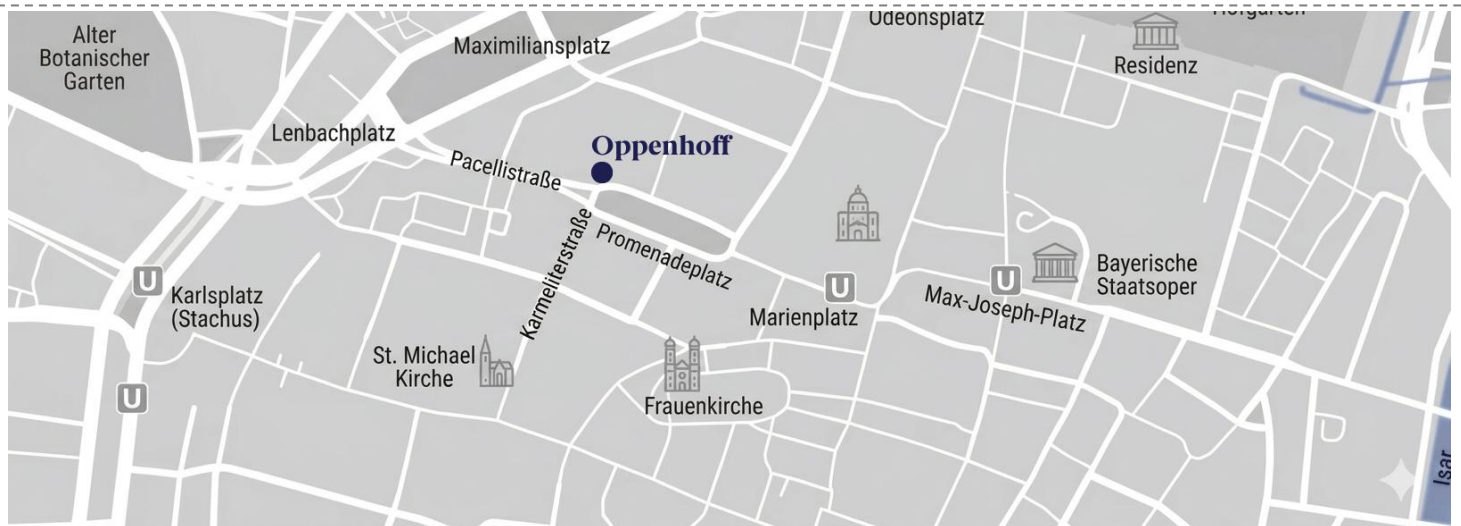 Odeonsplatz
Hofgarten
Alter
Botanischer
Garten
Maximiliansplatz
Residenz
Lenbachplatz
Oppenhoff
Pacellistraße
Karmeliterstraße
Promenadeplatz
U
Karlsplatz
(Stachus)
U
Marienplatz
U
Max-Joseph-Platz
Bayerische
Staatsoper
St. Michael
Kirche
U
Frauenkirche
Isar